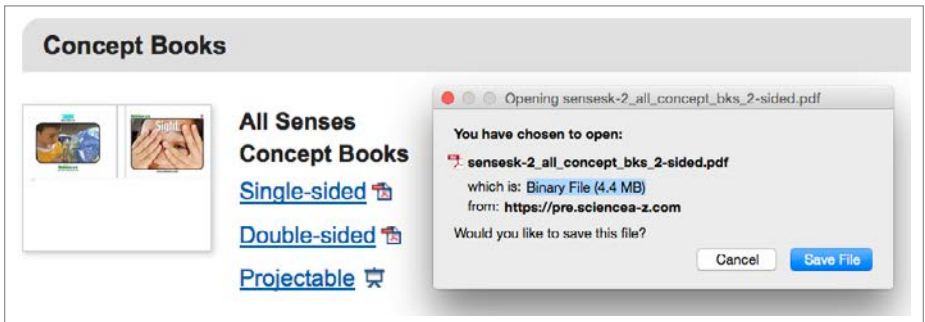 Concept Books
Sight
All Senses
Concept Books
Single-sided
Double-sided
Projectable
Opening sensesk-2_all_concept_bks_2-sided.pdf
You have chosen to open:
sensesk-2_all_concept_bks_2-sided.pdf
which is: Binary File (4.4 MB)
from: https://pre.sciencea-z.com
Would you like to save this file?
Cancel
Save File